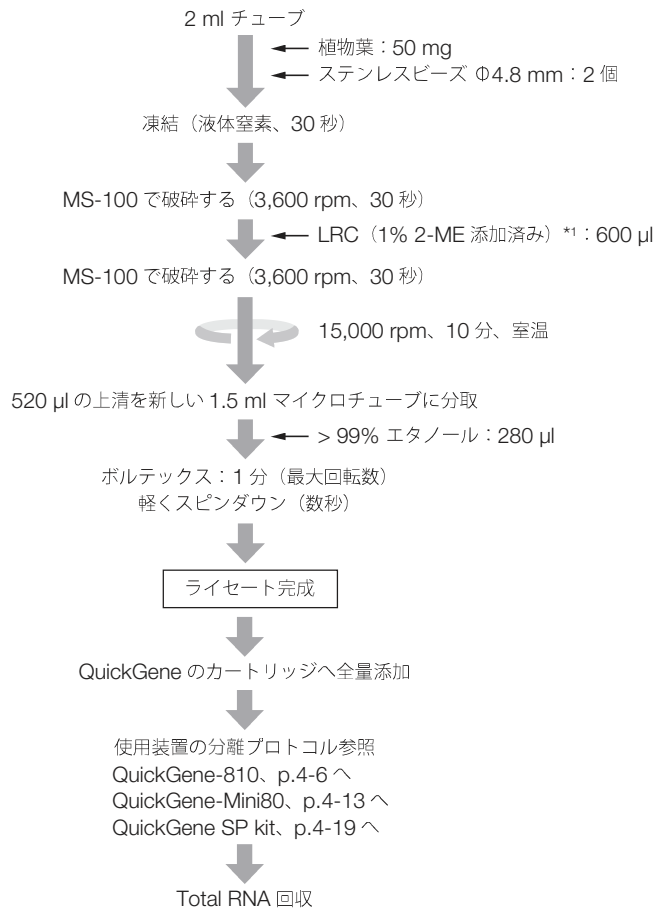 2 ml チューブ
植物葉：50 mg
ステンレスビーズ Φ4.8 mm：2 個
凍結（液体窒素、30 秒）
MS-100 で破砕する（3,600 rpm、30 秒）
LRC（1% 2-ME 添加済み）*1：600 µl
MS-100 で破砕する（3,600 rpm、30 秒）
15,000 rpm、10 分、室温
520 µl の上清を新しい 1.5 ml マイクロチューブに分取
> 99% エタノール：280 µl
ボルテックス：1 分（最大回転数）
軽くスピンダウン（数秒）
ライセート完成
QuickGene のカートリッジへ全量添加
使用装置の分離プロトコル参照
QuickGene-810、p.4-6 へ
QuickGene-Mini80、p.4-13 へ
QuickGene SP kit、p.4-19 へ
Total RNA 回収